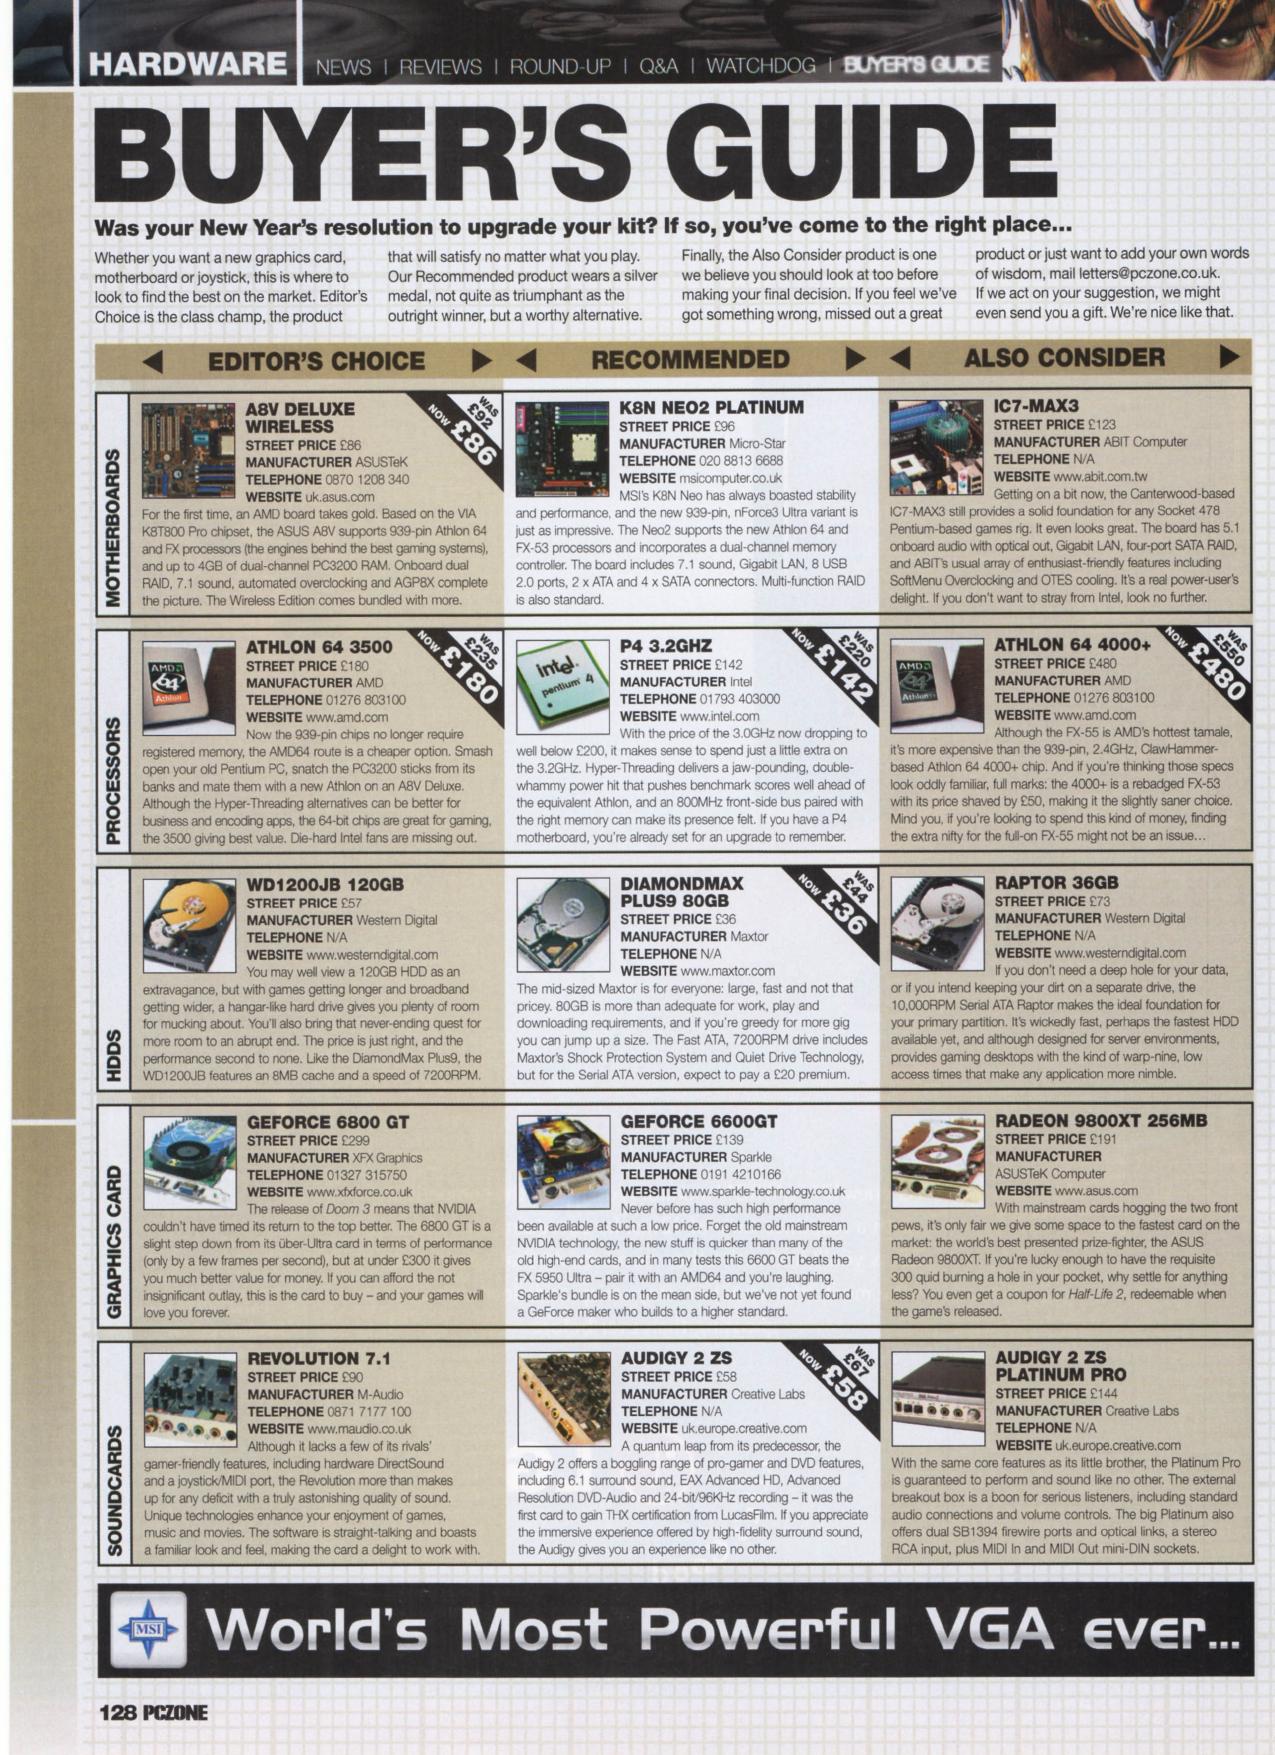 HARDWARE
NEWS | REVIEWS | ROUND-UP | Q&A | WATCHDOG | BUYER'S GUIDE
BUYER'S GUIDE
Was your New Year's resolution to upgrade your kit? If so, you've come to the right place...
Whether you want a new graphics card,
motherboard or joystick, this is where to
look to find the best on the market. Editor's
Choice is the class champ, the product
that will satisfy no matter what you play.
Our Recommended product wears a silver
medal, not quite as triumphant as the
outright winner, but a worthy alternative.
Finally, the Also Consider product is one
we believe you should look at too before
making your final decision. If you feel we've
got something wrong, missed out a great
product or just want to add your own words
of wisdom, mail letters@pczone.co.uk.
If we act on your suggestion, we might
even send you a gift. We're nice like that.
EDITOR'S CHOICE
RECOMMENDED
ALSO CONSIDER
MOTHERBOARDS
A8V DELUXE
WIRELESS
STREET PRICE £86
MANUFACTURER ASUSTeK
TELEPHONE 0870 1208 340
WEBSITE uk.asus.com
WAS
£92
NOW £86
For the first time, an AMD board takes gold. Based on the VIA
K8T800 Pro chipset, the ASUS A8V supports 939-pin Athlon 64
and FX processors (the engines behind the best gaming systems),
and up to 4GB of dual-channel PC3200 RAM. Onboard dual
RAID, 7.1 sound, automated overclocking and AGP8X complete
the picture. The Wireless Edition comes bundled with more.
K8N NEO2 PLATINUM
STREET PRICE £96
MANUFACTURER Micro-Star
TELEPHONE 020 8813 6688
WEBSITE msicomputer.co.uk
MSI's K8N Neo has always boasted stability
and performance, and the new 939-pin, nForce3 Ultra variant is
just as impressive. The Neo2 supports the new Athlon 64 and
FX-53 processors and incorporates a dual-channel memory
controller. The board includes 7.1 sound, Gigabit LAN, 8 USB
2.0 ports, 2 x ATA and 4 x SATA connectors. Multi-function RAID
is also standard.
IC7-MAX3
STREET PRICE £123
MANUFACTURER ABIT Computer
TELEPHONE N/A
WEBSITE www.abit.com.tw
Getting on a bit now, the Canterwood-based
IC7-MAX3 still provides a solid foundation for any Socket 478
Pentium-based games rig. It even looks great. The board has 5.1
onboard audio with optical out, Gigabit LAN, four-port SATA RAID,
and ABIT's usual array of enthusiast-friendly features including
SoftMenu Overclocking and OTES cooling. It's a real power-user's
delight. If you don't want to stray from Intel, look no further.
PROCESSORS
AMD
64
Athlon
ATHLON 64 3500
STREET PRICE £180
MANUFACTURER AMD
TELEPHONE 01276 803100
WEBSITE www.amd.com
WAS
£235
NOW £180
Now the 939-pin chips no longer require
registered memory, the AMD64 route is a cheaper option. Smash
open your old Pentium PC, snatch the PC3200 sticks from its
banks and mate them with a new Athlon on an A8V Deluxe.
Although the Hyper-Threading alternatives can be better for
business and encoding apps, the 64-bit chips are great for gaming,
the 3500 giving best value. Die-hard Intel fans are missing out.
intel
pentium 4
P4 3.2GHZ
STREET PRICE £142
MANUFACTURER Intel
TELEPHONE 01793 403000
WEBSITE www.intel.com
WAS
£220
NOW £142
With the price of the 3.0GHz now dropping to
well below £200, it makes sense to spend just a little extra on
the 3.2GHz. Hyper-Threading delivers a jaw-pounding, double-
whammy power hit that pushes benchmark scores well ahead of
the equivalent Athlon, and an 800MHz front-side bus paired with
the right memory can make its presence felt. If you have a P4
motherboard, you're already set for an upgrade to remember.
AMD
64
Athlon
ATHLON 64 4000+
STREET PRICE £480
MANUFACTURER AMD
TELEPHONE 01276 803100
WEBSITE www.amd.com
WAS
£550
NOW £480
Although the FX-55 is AMD's hottest tamale,
it's more expensive than the 939-pin, 2.4GHz, ClawHammer-
based Athlon 64 4000+ chip. And if you're thinking those specs
look oddly familiar, full marks: the 4000+ is a rebadged FX-53
with its price shaved by £50, making it the slightly saner choice.
Mind you, if you're looking to spend this kind of money, finding
the extra nifty for the full-on FX-55 might not be an issue...
HDDS
WD1200JB 120GB
STREET PRICE £57
MANUFACTURER Western Digital
TELEPHONE N/A
WEBSITE www.westerndigital.com
You may well view a 120GB HDD as an
extravagance, but with games getting longer and broadband
getting wider, a hangar-like hard drive gives you plenty of room
for mucking about. You'll also bring that never-ending quest for
more room to an abrupt end. The price is just right, and the
performance second to none. Like the DiamondMax Plus9, the
WD1200JB features an 8MB cache and a speed of 7200RPM.
DIAMONDMAX
PLUS9 80GB
STREET PRICE £36
MANUFACTURER Maxtor
TELEPHONE N/A
WEBSITE www.maxtor.com
WAS
£44
NOW £36
The mid-sized Maxtor is for everyone: large, fast and not that
pricey. 80GB is more than adequate for work, play and
downloading requirements, and if you're greedy for more gig
you can jump up a size. The Fast ATA, 7200RPM drive includes
Maxtor's Shock Protection System and Quiet Drive Technology,
but for the Serial ATA version, expect to pay a £20 premium.
RAPTOR 36GB
STREET PRICE £73
MANUFACTURER Western Digital
TELEPHONE N/A
WEBSITE www.westerndigital.com
If you don't need a deep hole for your data,
or if you intend keeping your dirt on a separate drive, the
10,000RPM Serial ATA Raptor makes the ideal foundation for
your primary partition. It's wickedly fast, perhaps the fastest HDD
available yet, and although designed for server environments,
provides gaming desktops with the kind of warp-nine, low
access times that make any application more nimble.
GRAPHICS CARD
GEFORCE 6800 GT
STREET PRICE £299
MANUFACTURER XFX Graphics
TELEPHONE 01327 315750
WEBSITE www.xfxforce.co.uk
The release of Doom 3 means that NVIDIA
couldn't have timed its return to the top better. The 6800 GT is a
slight step down from its über-Ultra card in terms of performance
(only by a few frames per second), but at under £300 it gives
you much better value for money. If you can afford the not
insignificant outlay, this is the card to buy – and your games will
love you forever.
GEFORCE 6600GT
STREET PRICE £139
MANUFACTURER Sparkle
TELEPHONE 0191 4210166
WEBSITE www.sparkle-technology.co.uk
Never before has such high performance
been available at such a low price. Forget the old mainstream
NVIDIA technology, the new stuff is quicker than many of the
old high-end cards, and in many tests this 6600 GT beats the
FX 5950 Ultra – pair it with an AMD64 and you're laughing.
Sparkle's bundle is on the mean side, but we've not yet found
a GeForce maker who builds to a higher standard.
RADEON 9800XT 256MB
STREET PRICE £191
MANUFACTURER
ASUSTeK Computer
WEBSITE www.asus.com
With mainstream cards hogging the two front
pews, it's only fair we give some space to the fastest card on the
market: the world's best presented prize-fighter, the ASUS
Radeon 9800XT. If you're lucky enough to have the requisite
300 quid burning a hole in your pocket, why settle for anything
less? You even get a coupon for Half-Life 2, redeemable when
the game's released.
SOUNDCARDS
REVOLUTION 7.1
STREET PRICE £90
MANUFACTURER M-Audio
TELEPHONE 0871 7177 100
WEBSITE www.maudio.co.uk
Although it lacks a few of its rivals'
gamer-friendly features, including hardware DirectSound
and a joystick/MIDI port, the Revolution more than makes
up for any deficit with a truly astonishing quality of sound.
Unique technologies enhance your enjoyment of games,
music and movies. The software is straight-talking and boasts
a familiar look and feel, making the card a delight to work with.
AUDIGY 2 ZS
STREET PRICE £58
MANUFACTURER Creative Labs
TELEPHONE N/A
WEBSITE uk.europe.creative.com
WAS
£67
NOW £58
A quantum leap from its predecessor, the
Audigy 2 offers a boggling range of pro-gamer and DVD features,
including 6.1 surround sound, EAX Advanced HD, Advanced
Resolution DVD-Audio and 24-bit/96KHz recording – it was the
first card to gain THX certification from LucasFilm. If you appreciate
the immersive experience offered by high-fidelity surround sound,
the Audigy gives you an experience like no other.
AUDIGY 2 ZS
PLATINUM PRO
STREET PRICE £144
MANUFACTURER Creative Labs
TELEPHONE N/A
WEBSITE uk.europe.creative.com
With the same core features as its little brother, the Platinum Pro
is guaranteed to perform and sound like no other. The external
breakout box is a boon for serious listeners, including standard
audio connections and volume controls. The big Platinum also
offers dual SB1394 firewire ports and optical links, a stereo
RCA input, plus MIDI In and MIDI Out mini-DIN sockets.
MSI
World's Most Powerful VGA ever...
128 PCZONE